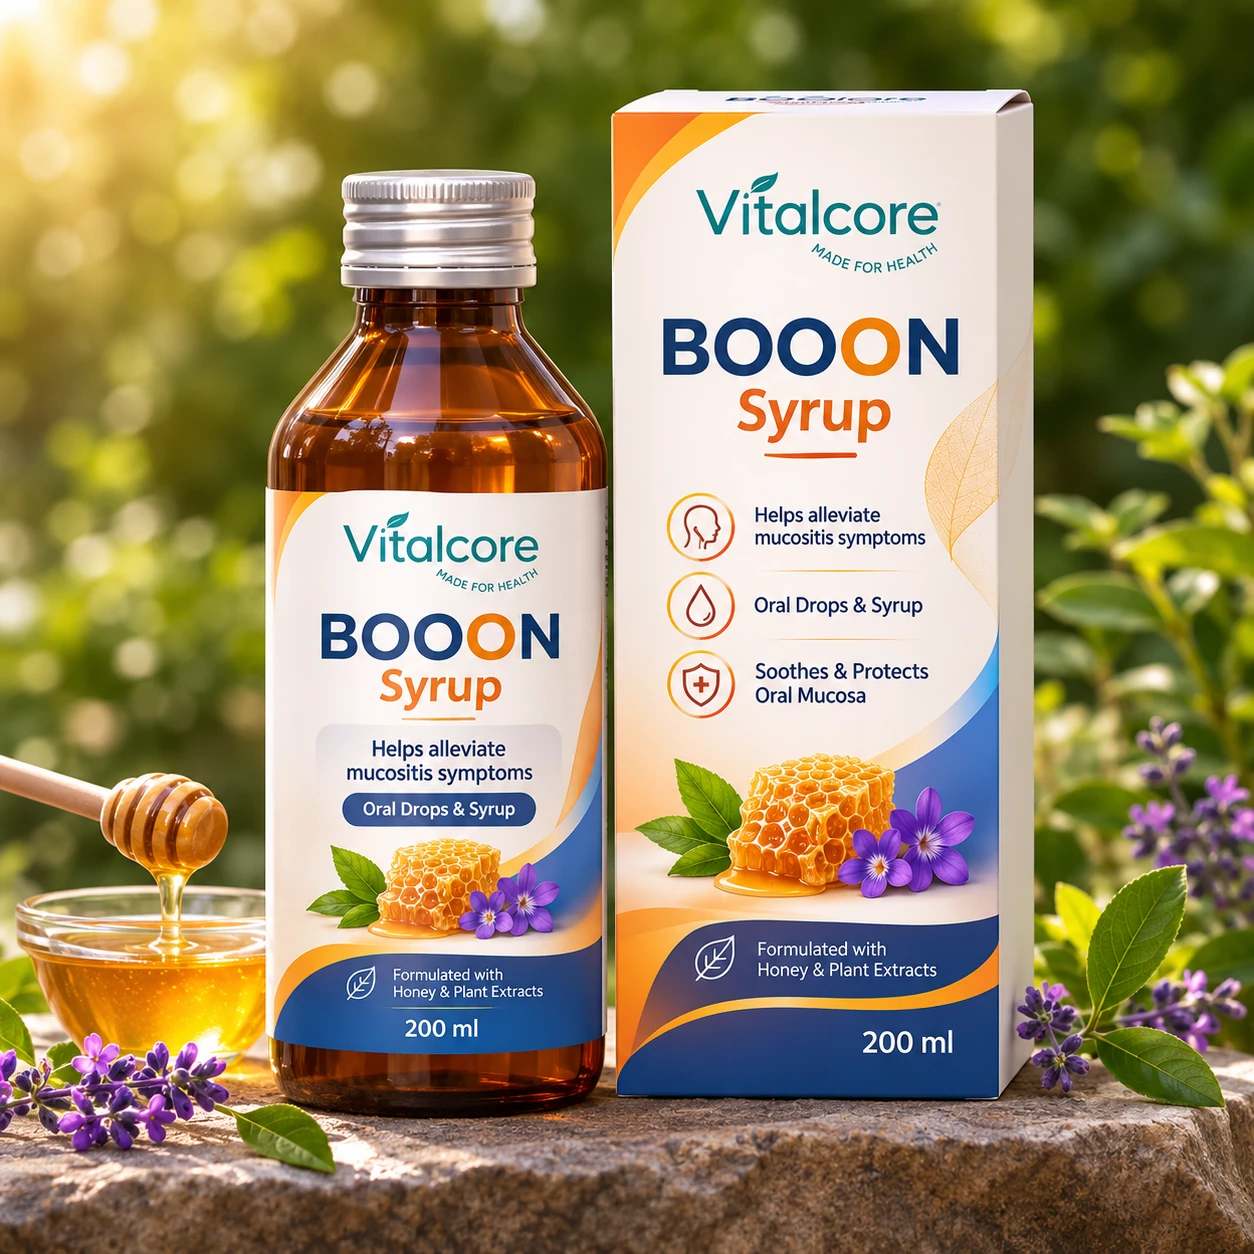 Vitalcore
MADE FOR HEALTH
BOOON
Syrup
Helps alleviate
mucositis symptoms
Oral Drops & Syrup
Formulated with
Honey & Plant Extracts
200 ml
Vitalcore
MADE FOR HEALTH
BOOON
Syrup
Helps alleviate
mucositis symptoms
Oral Drops & Syrup
Soothes & Protects
Oral Mucosa
Formulated with
Honey & Plant Extracts
200 ml